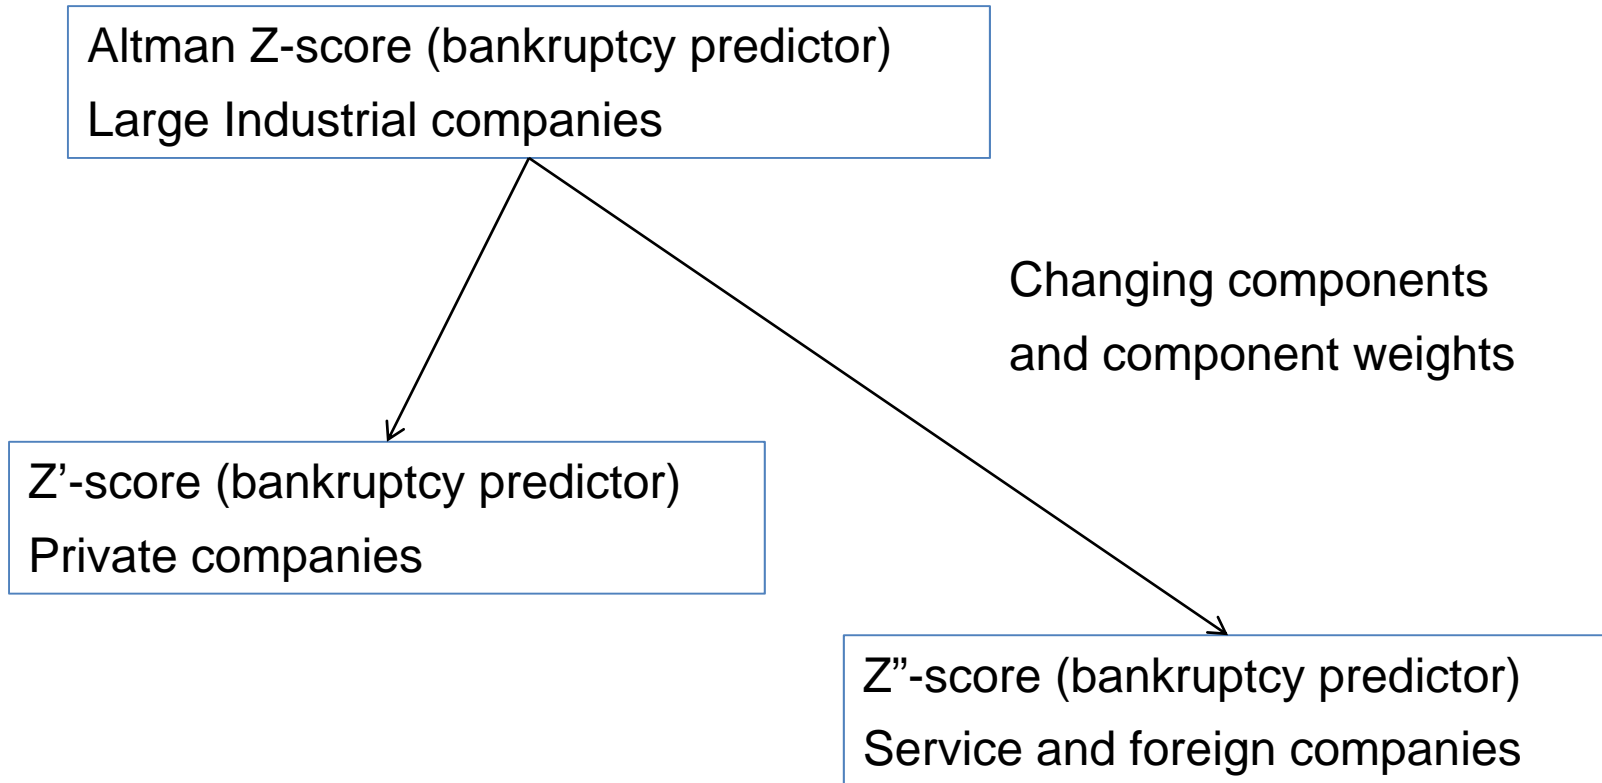 Altman Z-score (bankruptcy predictor)
Large Industrial companies
Changing components
and component weights
Z’-score (bankruptcy predictor)
Private companies
Z”-score (bankruptcy predictor)
Service and foreign companies